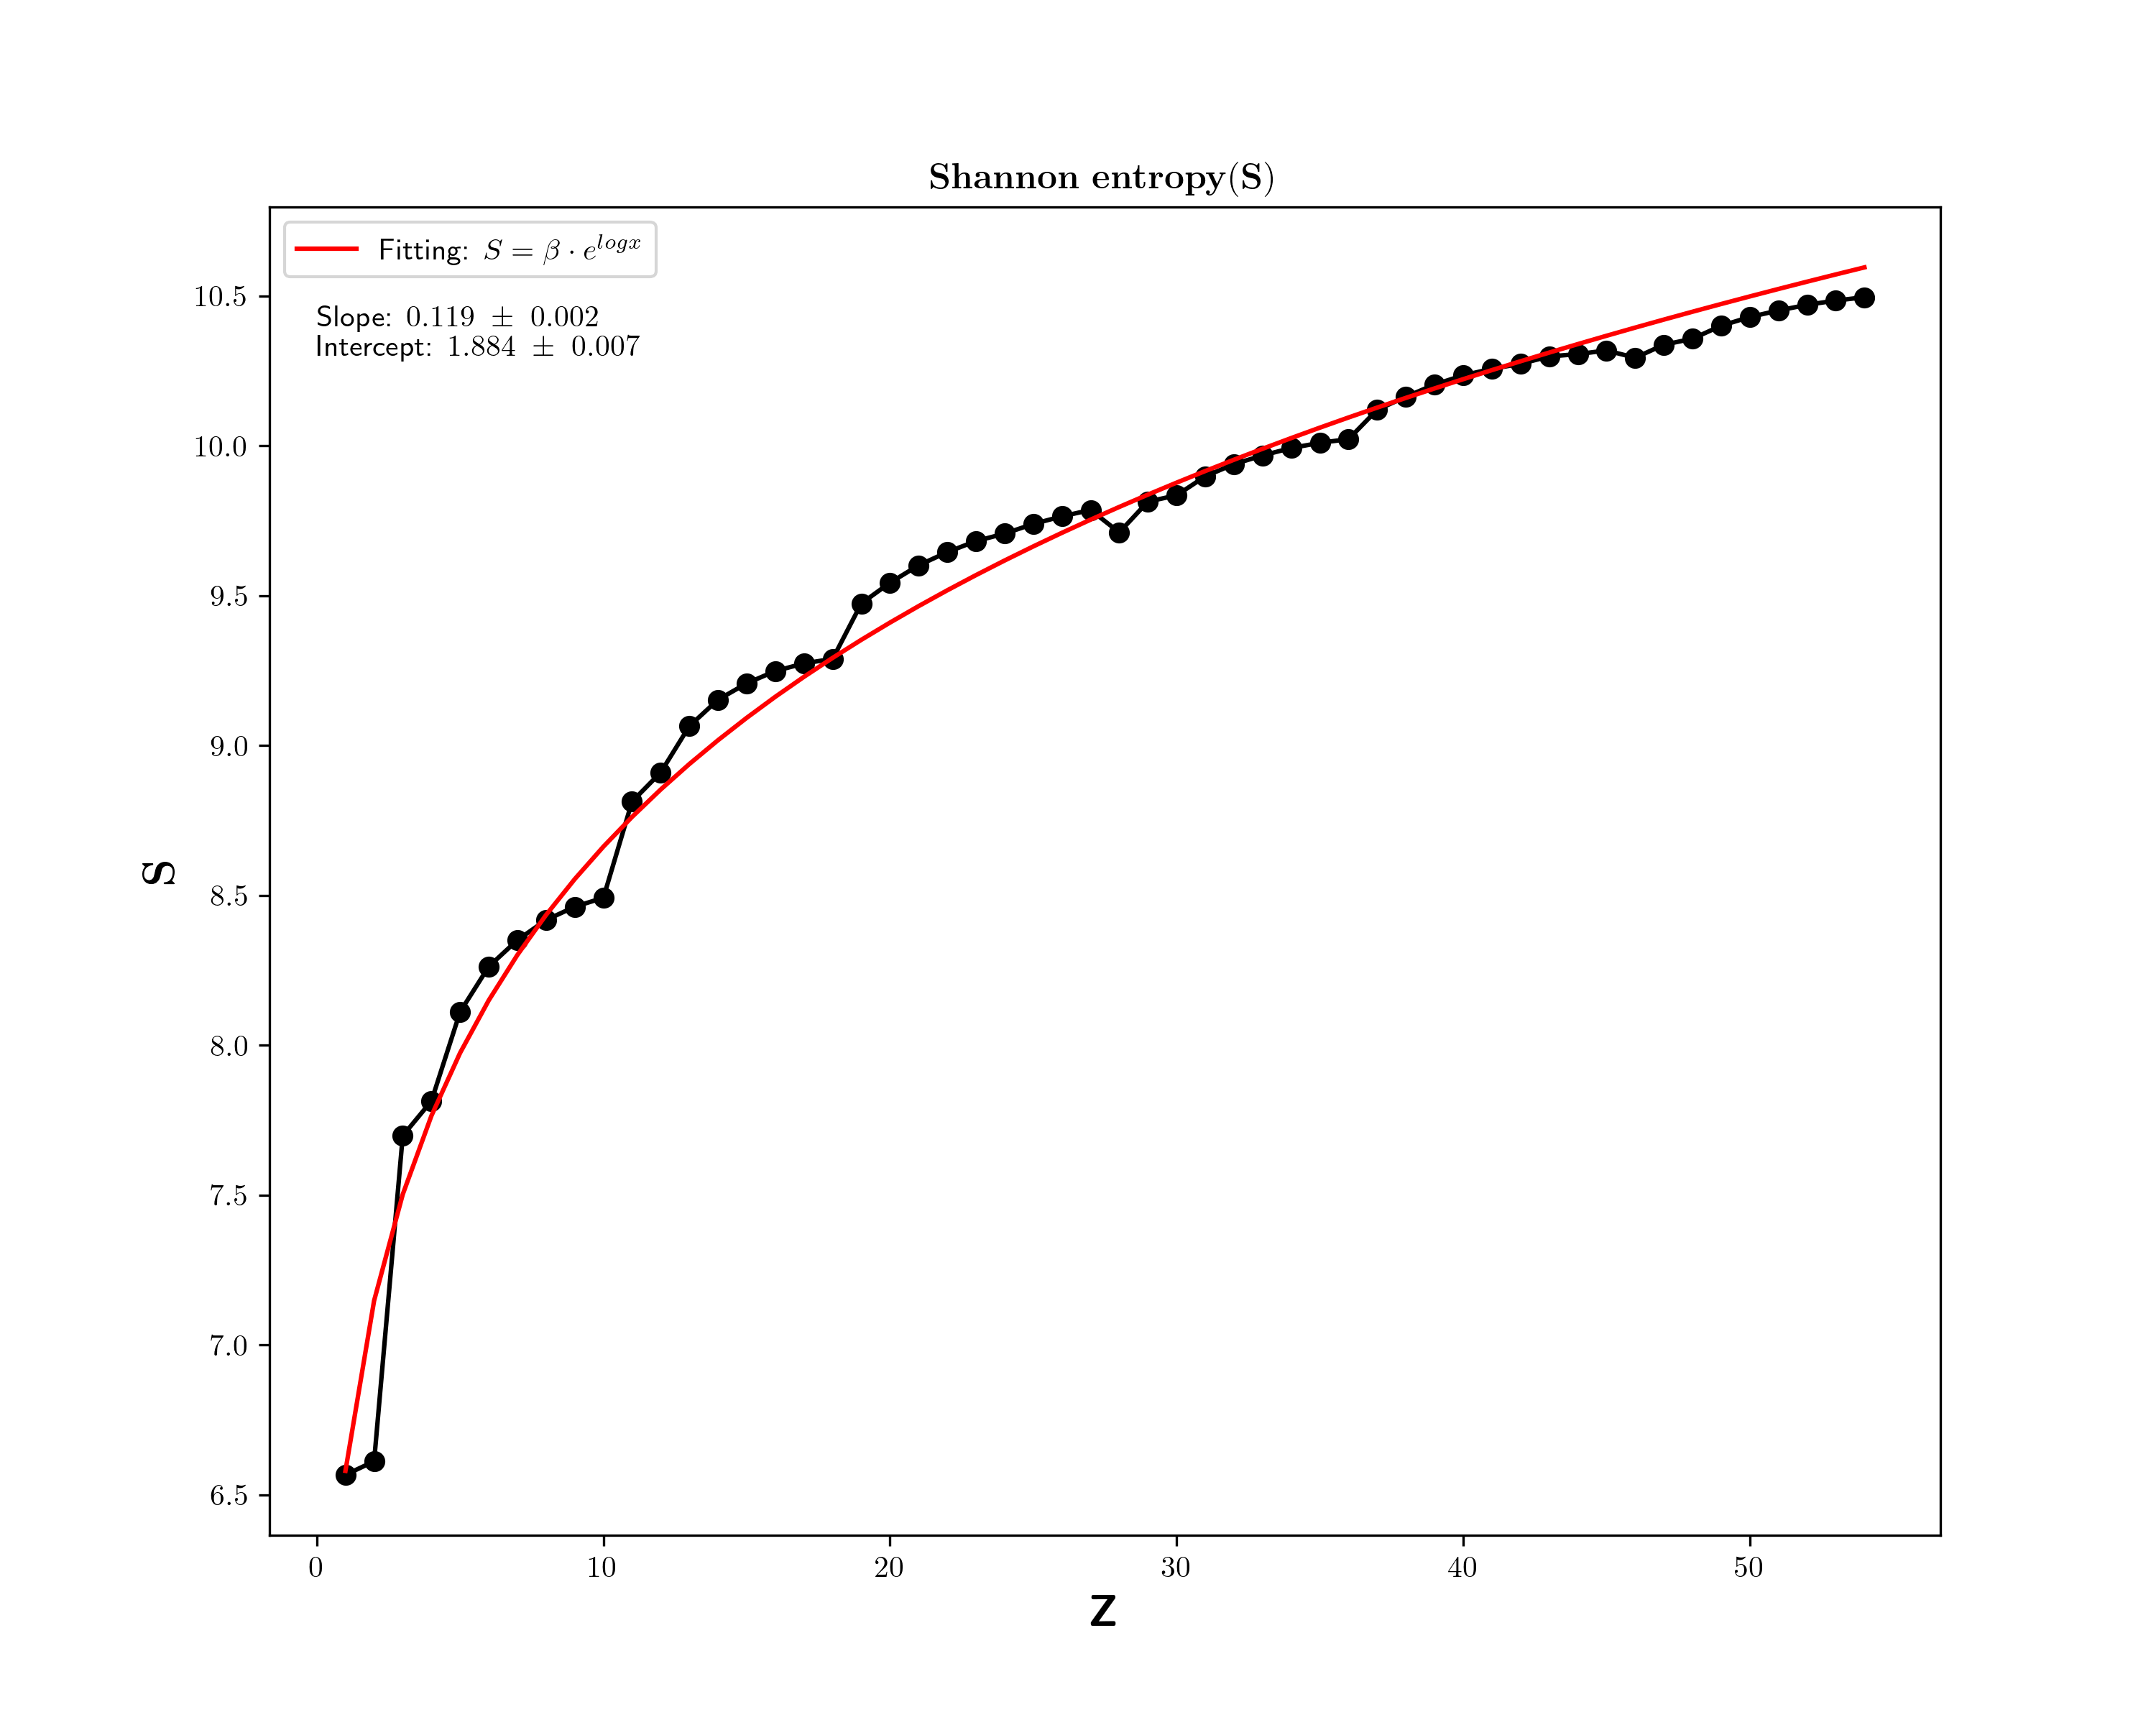 Shannon entropy(S)
Fitting: S = β · e^{logx}
Slope: 0.119 ± 0.002
Intercept: 1.884 ± 0.007
10.5
10.0
9.5
9.0
8.5
8.0
7.5
7.0
6.5
S
0 10 20 30 40 50
Z